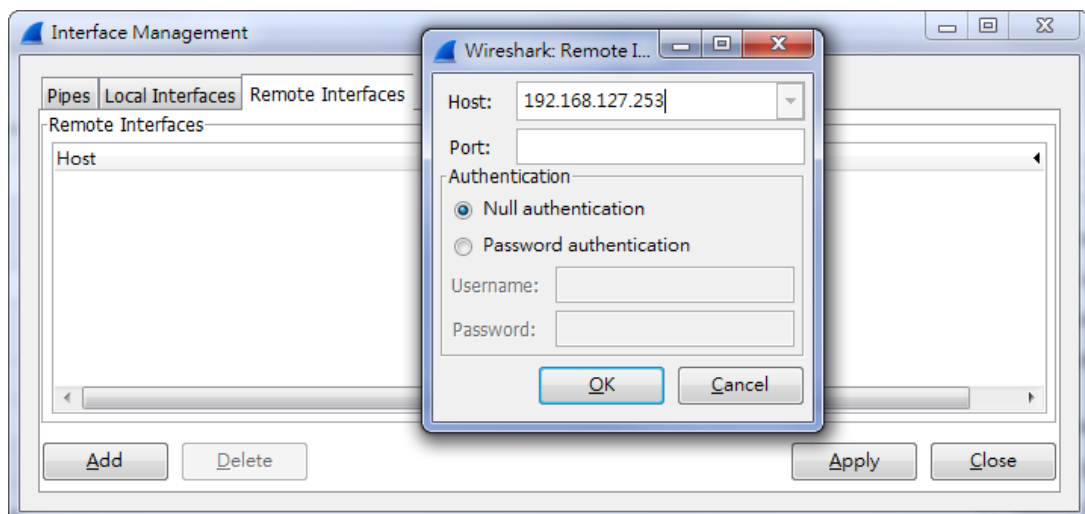 Interface Management
Pipes Local Interfaces Remote Interfaces
Remote Interfaces
Host
Add Delete Apply Close
Wireshark: Remote I...
Host: 192.168.127.253
Port:
Authentication
Null authentication
Password authentication
Username:
Password:
OK Cancel